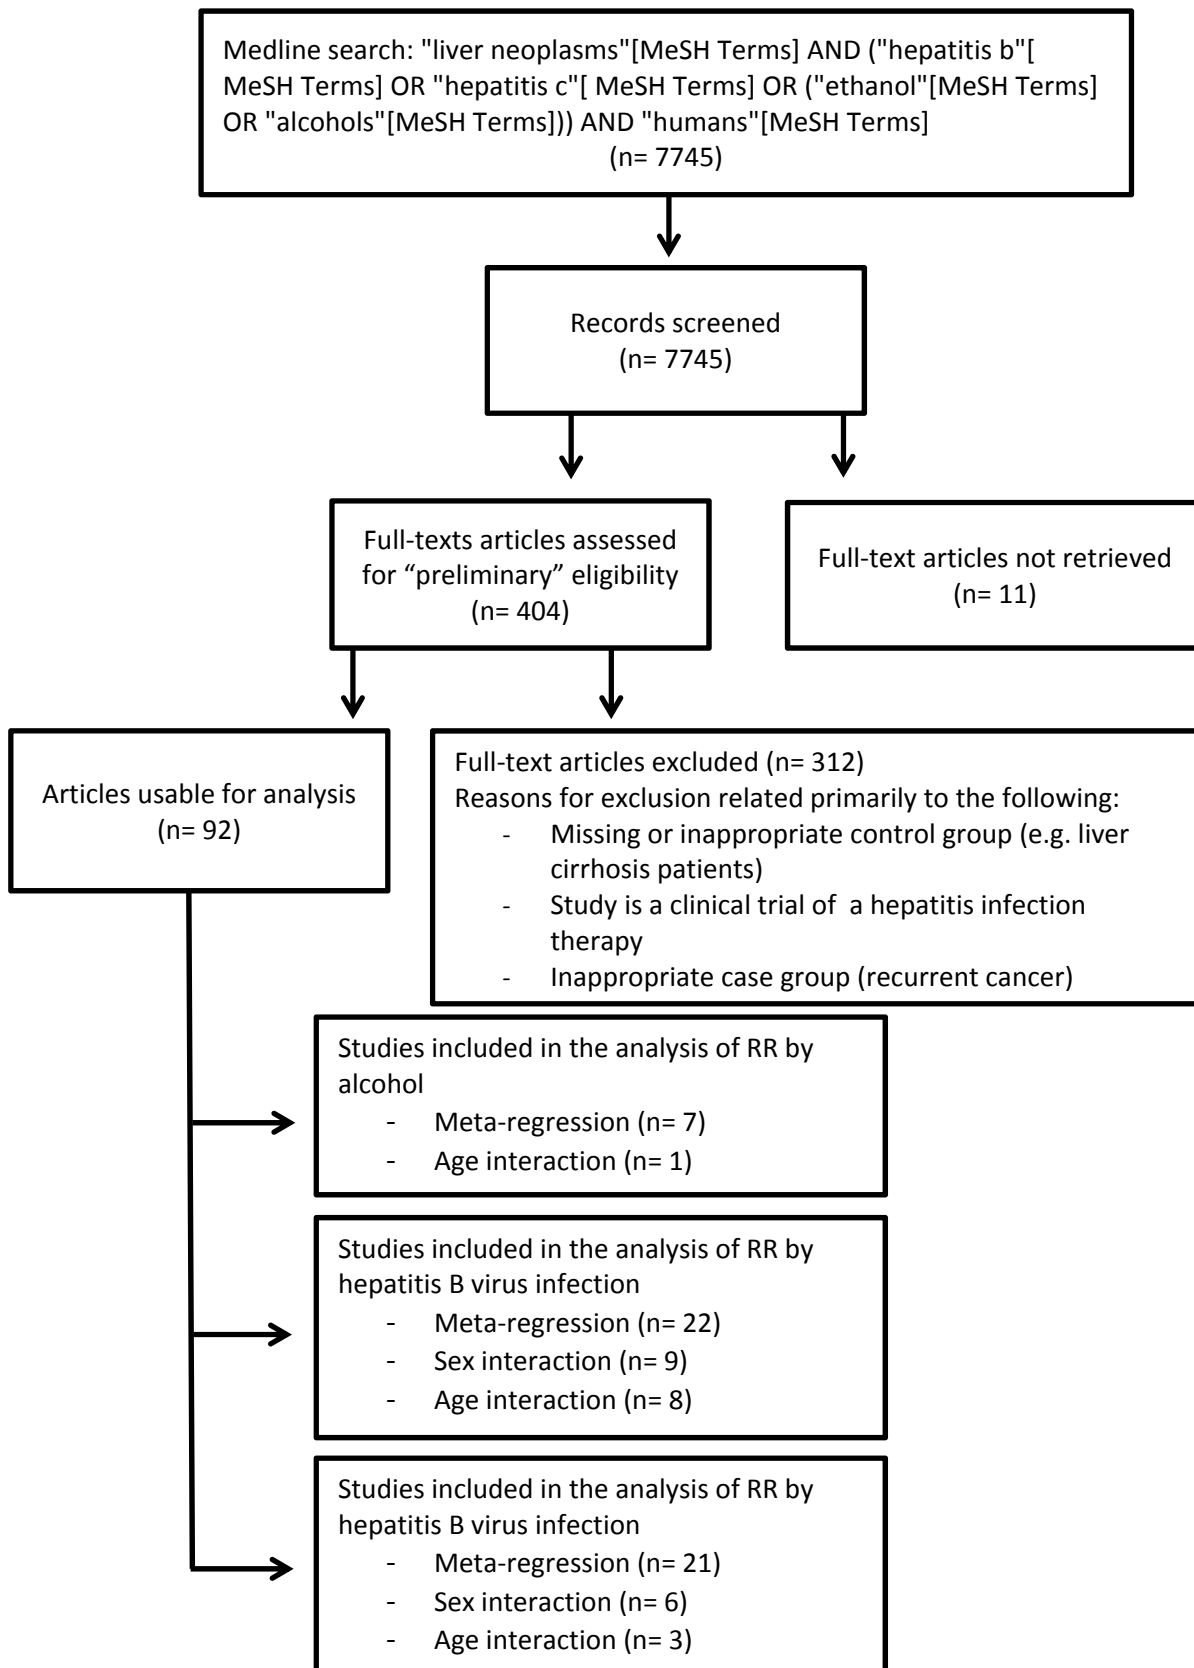 Medline search: "liver neoplasms"[MeSH Terms] AND ("hepatitis b"[
MeSH Terms] OR "hepatitis c"[ MeSH Terms] OR ("ethanol"[MeSH Terms]
OR "alcohols"[MeSH Terms])) AND "humans"[MeSH Terms]
(n= 7745)
Records screened
(n= 7745)
Full-texts articles assessed
for “preliminary” eligibility
(n= 404)
Full-text articles not retrieved
(n= 11)
Articles usable for analysis
(n= 92)
Full-text articles excluded (n= 312)
Reasons for exclusion related primarily to the following:
- Missing or inappropriate control group (e.g. liver
cirrhosis patients)
- Study is a clinical trial of  a hepatitis infection
therapy
- Inappropriate case group (recurrent cancer)
Studies included in the analysis of RR by
alcohol
- Meta-regression (n= 7)
- Age interaction (n= 1)
Studies included in the analysis of RR by
hepatitis B virus infection
- Meta-regression (n= 22)
- Sex interaction (n= 9)
- Age interaction (n= 8)
Studies included in the analysis of RR by
hepatitis B virus infection
- Meta-regression (n= 21)
- Sex interaction (n= 6)
- Age interaction (n= 3)